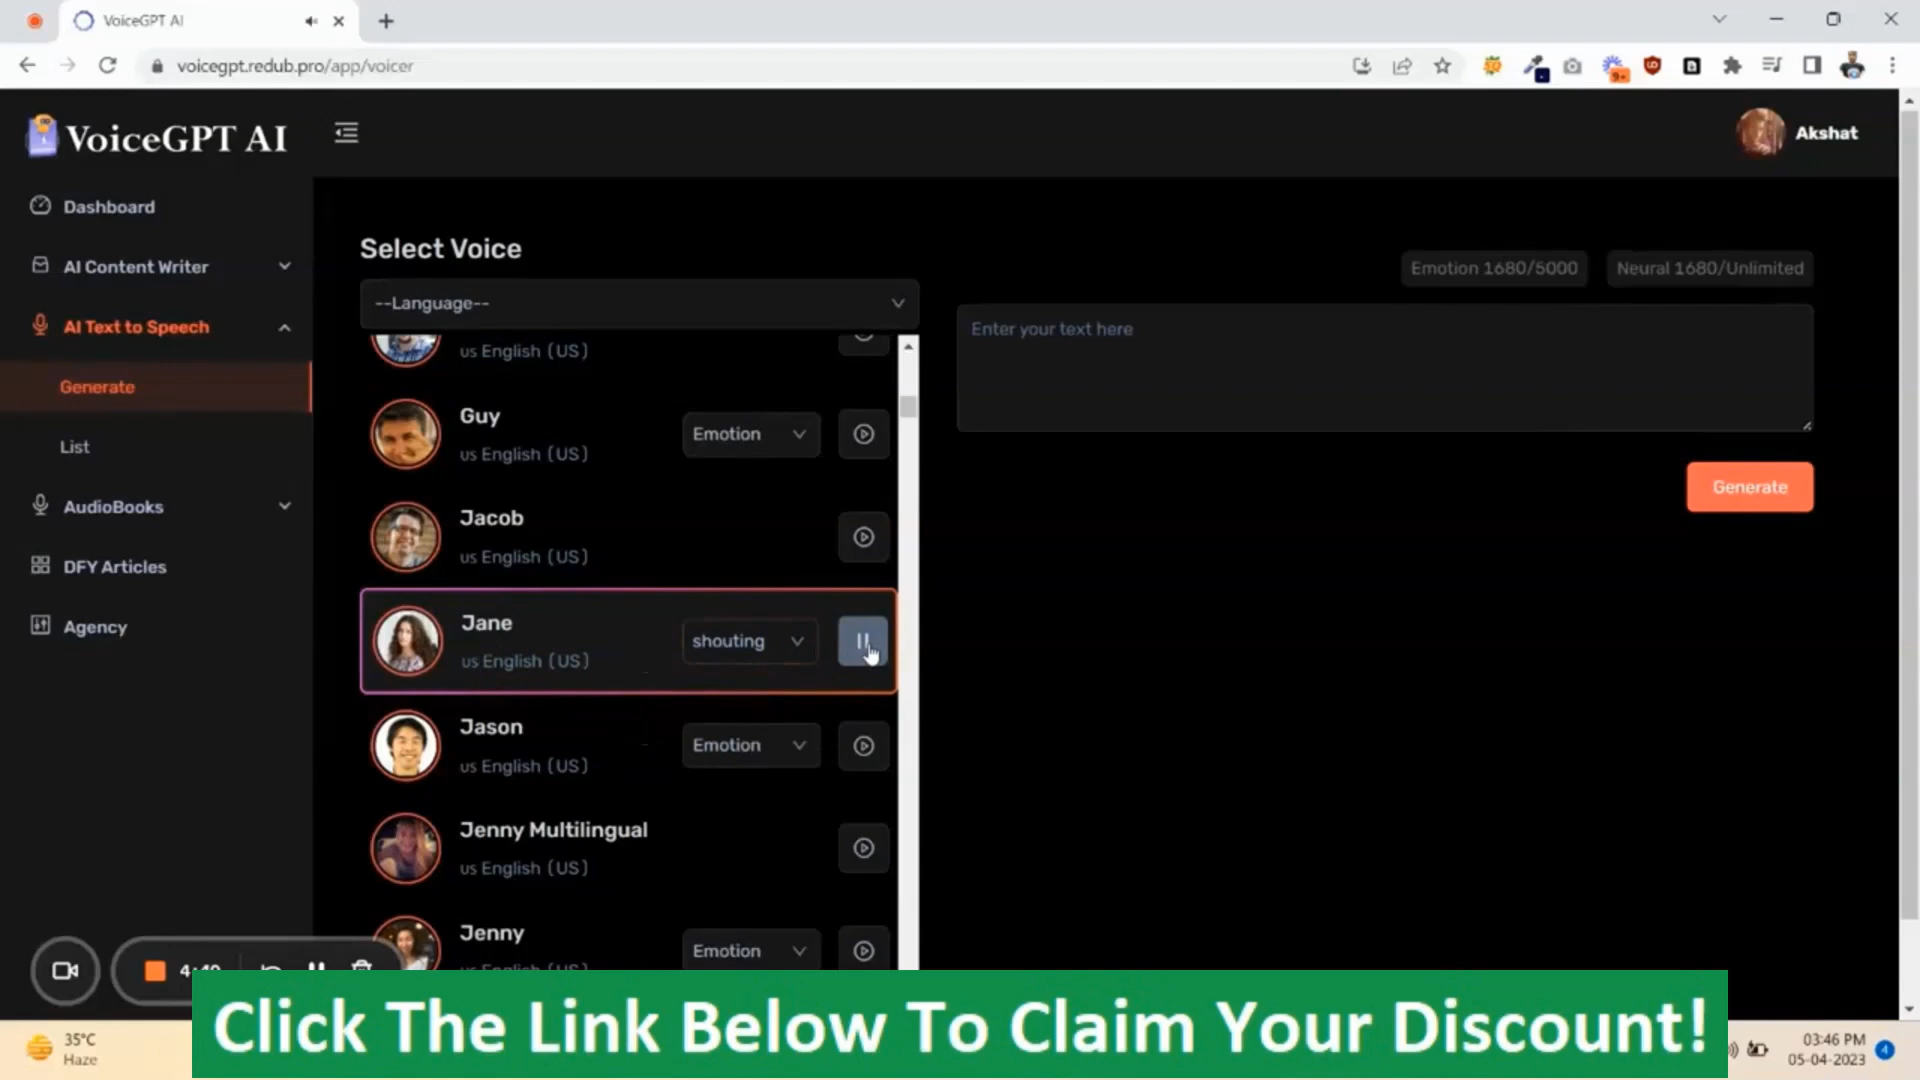 VoiceGPT AI
voicegpt.redub.pro/app/voicer
9+
VoiceGPT AI
Akshat
Dashboard
AI Content Writer
AI Text to Speech
Generate
List
AudioBooks
DFY Articles
Agency
Select Voice
--Language--
us English (US)
Guy
us English (US)
Emotion
Jacob
us English (US)
Jane
us English (US)
shouting
Jason
us English (US)
Emotion
Jenny Multilingual
us English (US)
Jenny
Emotion
Emotion 1680/5000
Neural 1680/Unlimited
Enter your text here
Generate
Click The Link Below To Claim Your Discount!
35°C
Haze
03:46 PM
05-04-2023
4